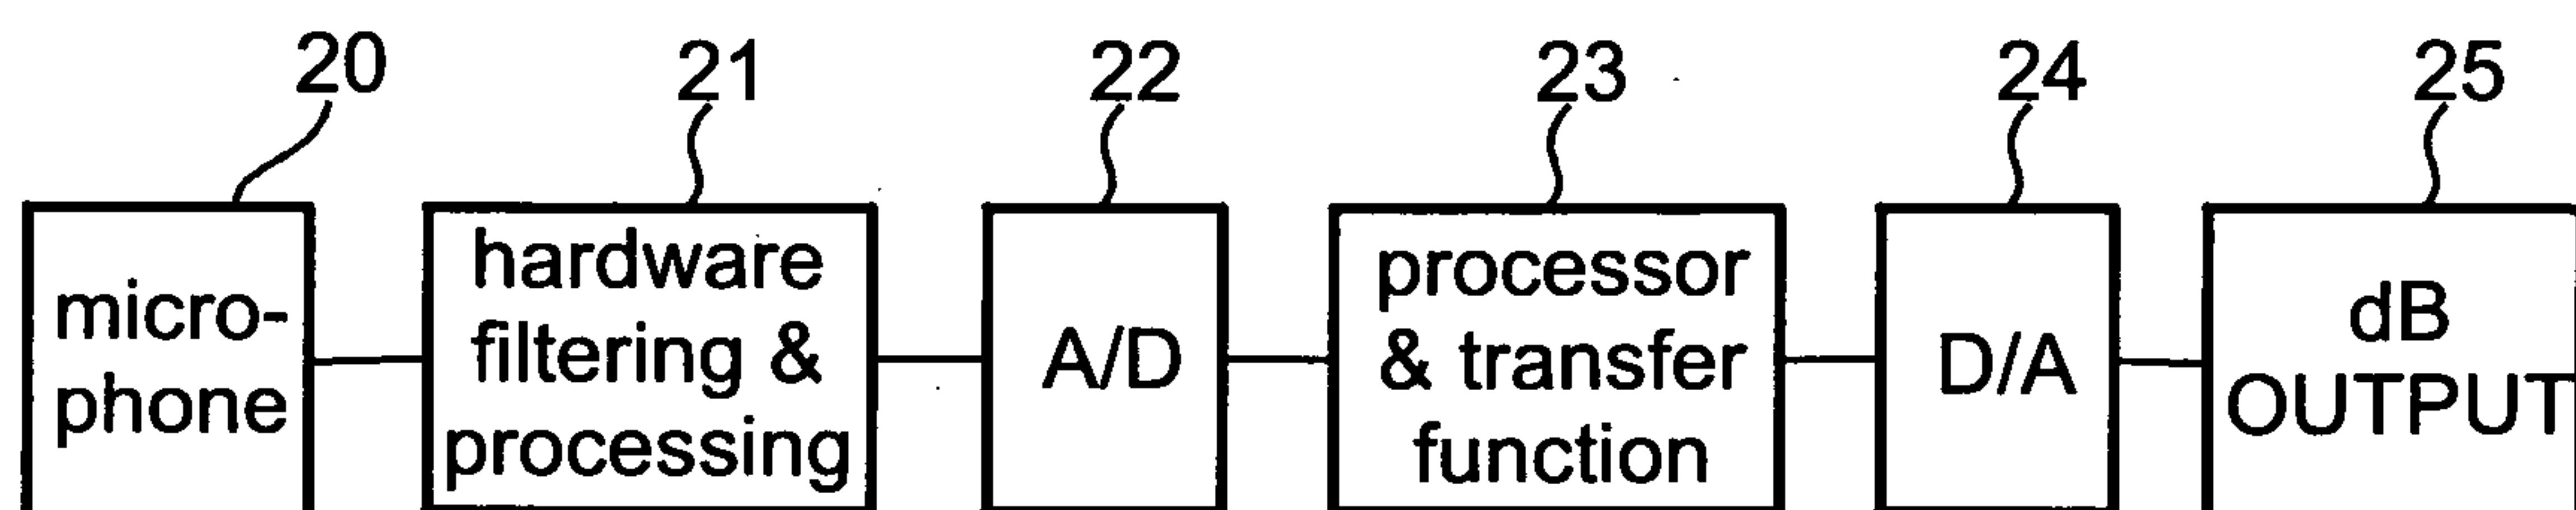 20
21
22
23
24
25
micro-
phone
hardware
filtering &
processing
A/D
processor
& transfer
function
D/A
dB
OUTPUT